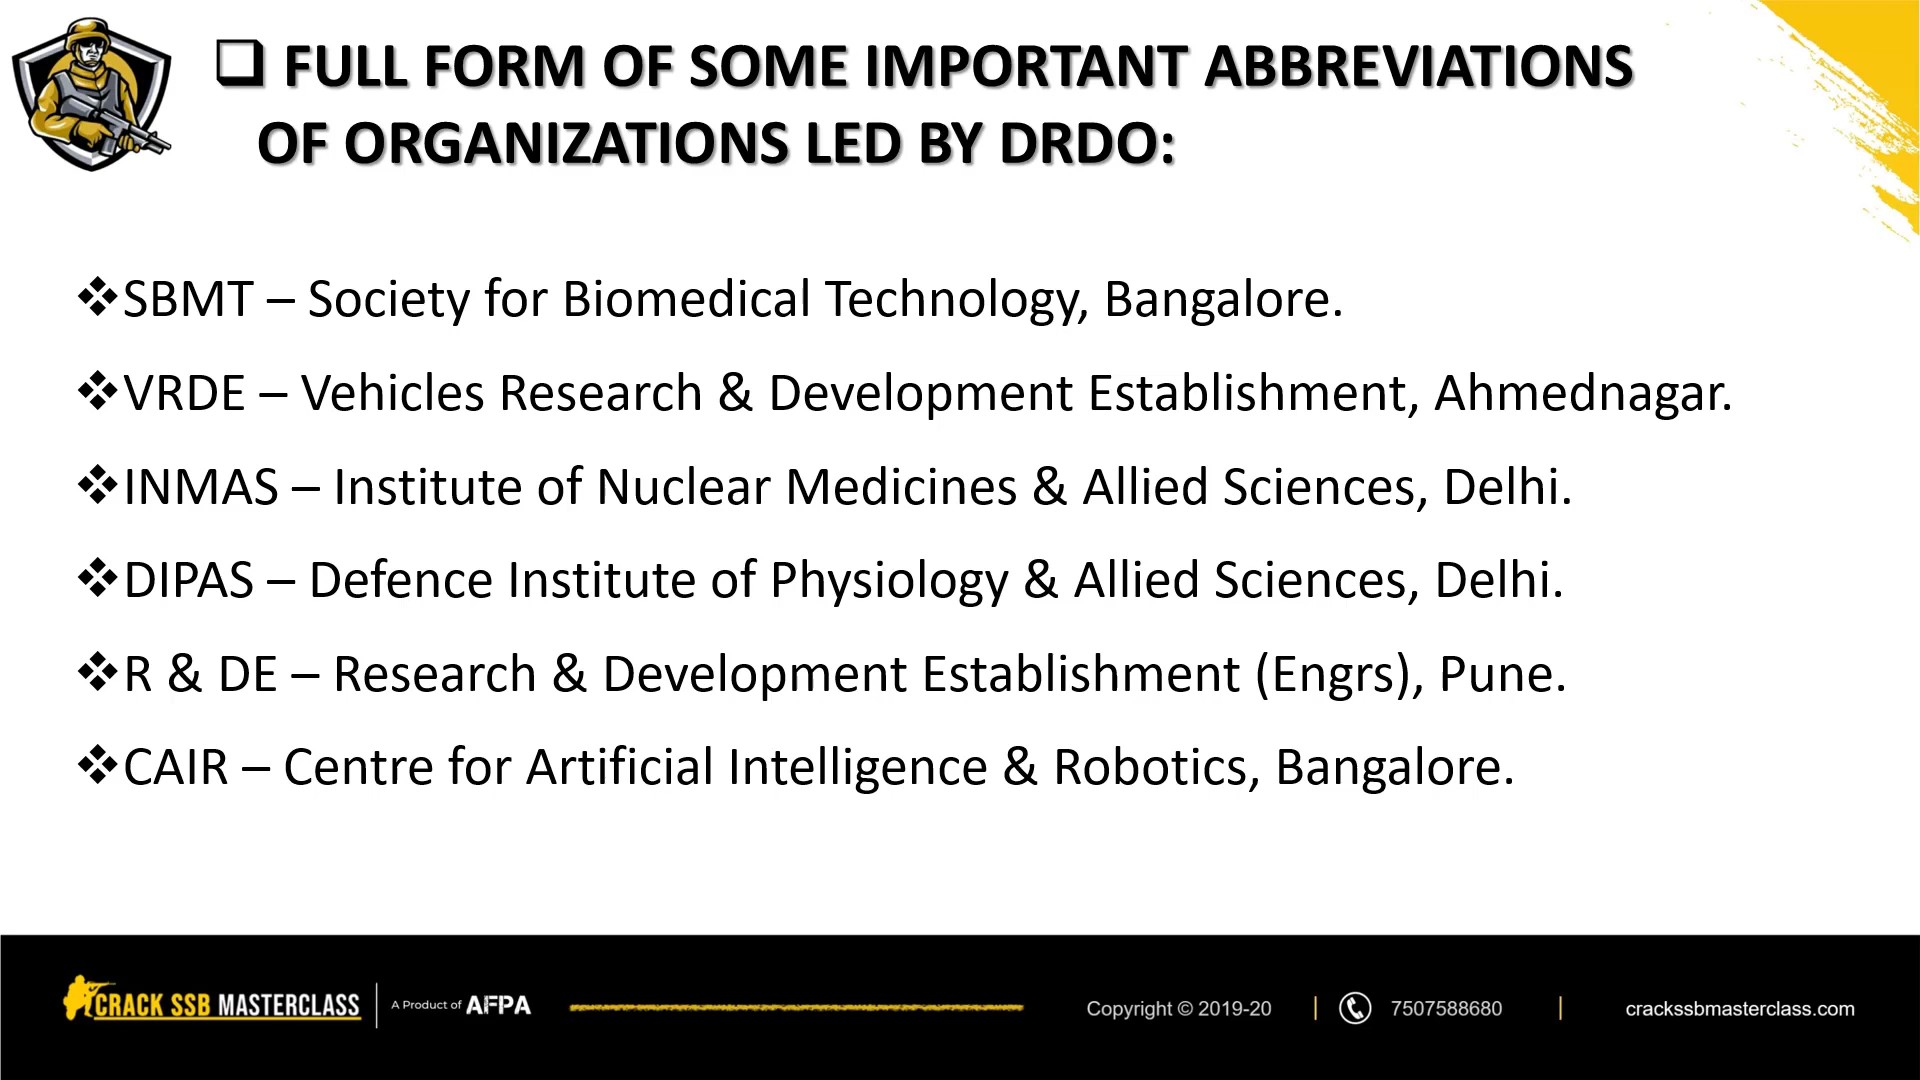 ❑ FULL FORM OF SOME IMPORTANT ABBREVIATIONS
OF ORGANIZATIONS LED BY DRDO:
❖SBMT – Society for Biomedical Technology, Bangalore.
❖VRDE – Vehicles Research & Development Establishment, Ahmednagar.
❖INMAS – Institute of Nuclear Medicines & Allied Sciences, Delhi.
❖DIPAS – Defence Institute of Physiology & Allied Sciences, Delhi.
❖R & DE – Research & Development Establishment (Engrs), Pune.
❖CAIR – Centre for Artificial Intelligence & Robotics, Bangalore.
CRACK SSB MASTERCLASS | A Product of AFPA Copyright © 2019-20 | 7507588680 | crackssbmasterclass.com